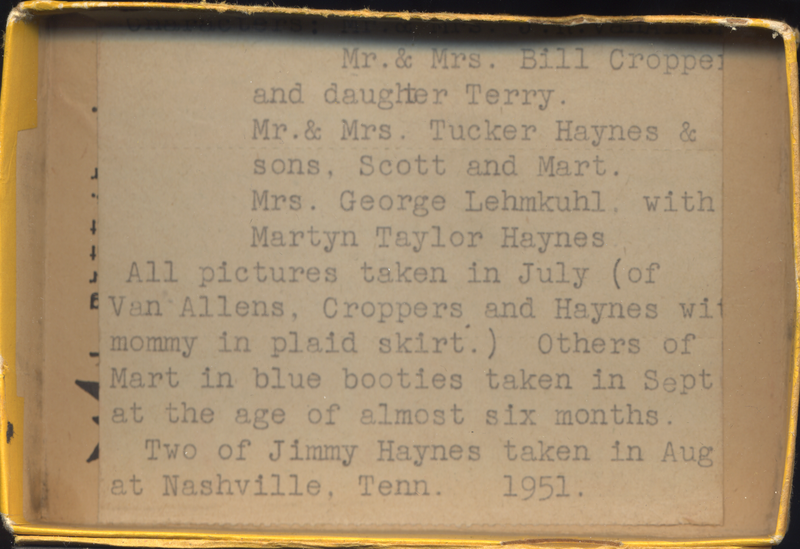 Mr.& Mrs. Bill Cropper
and daughter Terry.
Mr.& Mrs. Tucker Haynes &
sons, Scott and Mart.
Mrs. George Lehmkuhl with
Martyn Taylor Haynes
All pictures taken in July (of
Van Allens, Croppers and Haynes wit
mommy in plaid skirt.) Others of
Mart in blue booties taken in Sept
at the age of almost six months.
Two of Jimmy Haynes taken in Aug
at Nashville, Tenn. 1951.